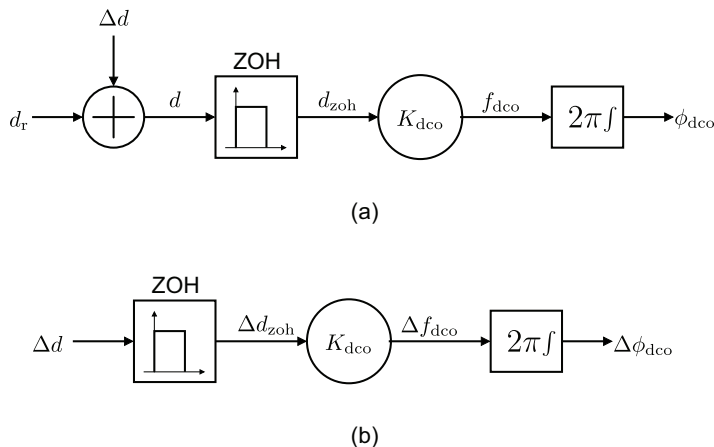 Δd
ZOH
d_r d d_zoh K_dco f_dco 2π∫ ϕ_dco
(a)
ZOH
Δd Δd_zoh K_dco Δf_dco 2π∫ Δϕ_dco
(b)